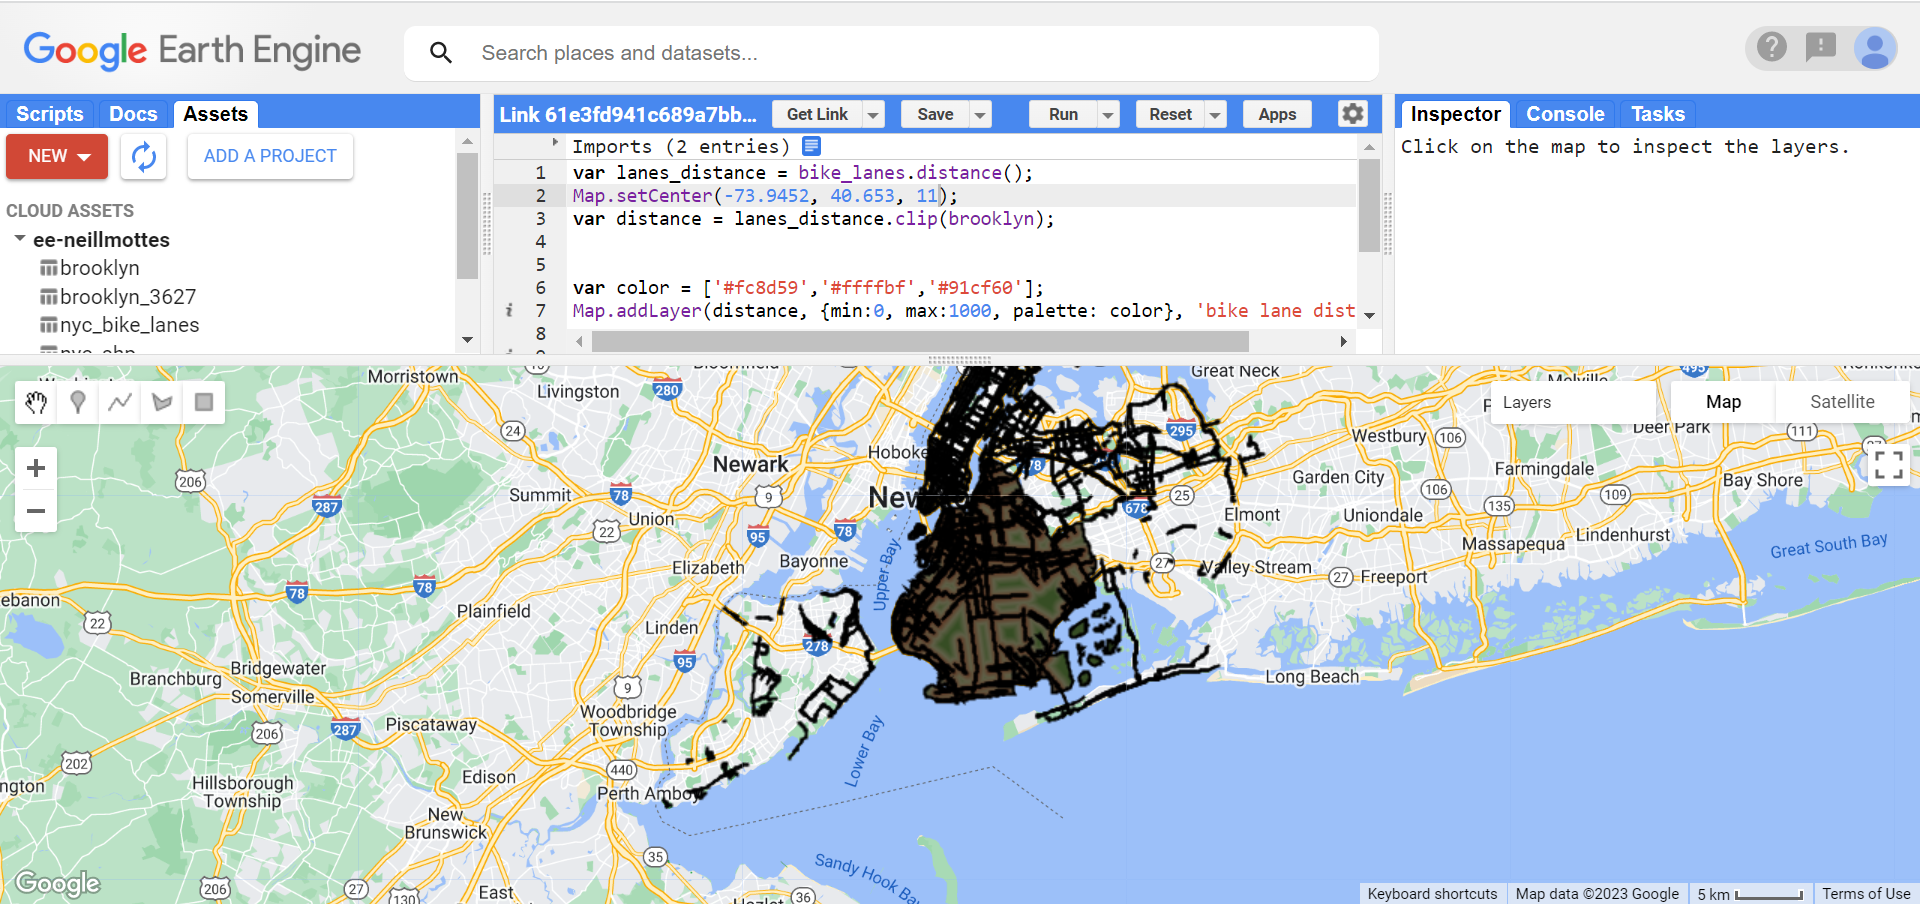 Google Earth Engine
Search places and datasets...
Scripts Docs Assets
NEW
ADD A PROJECT
CLOUD ASSETS
ee-neillmottes
brooklyn
brooklyn_3627
nyc_bike_lanes
Link 61e3fd941c689a7bb...
Get Link Save Run Reset Apps
Imports (2 entries)
1 var lanes_distance = bike_lanes.distance();
2 Map.setCenter(-73.9452, 40.653, 11);
3 var distance = lanes_distance.clip(brooklyn);
4
5
6 var color = ['#fc8d59','#ffffbf','#91cf60'];
i 7 Map.addLayer(distance, {min:0, max:1000, palette: color}, 'bike lane dist
8
Inspector Console Tasks
Click on the map to inspect the layers.
Layers
Map Satellite
Morristown
Livingston
280
Great Neck
495
24
Hoboke
295
Westbury
106
Deer Park
111
Newark
206
287
Summit
78
9
New
78
Garden City
Farmingdale
106
135
109
Bay Shore
Union
22
95
78
678
25
Elmont
Uniondale
Massapequa
Lindenhurst
Great South Bay
Elizabeth
Bayonne
Upper Bay
27
Valley Stream
27
Freeport
78
78
ebanon
22
Plainfield
Linden
278
95
Bridgewater
Branchburg
Somerville
9
Long Beach
Woodbridge
Township
287
Piscataway
206
202
Lower Bay
440
Edison
Perth Amboy
ngton
Hillsborough
Township
New
Brunswick
35
Sandy Hook Ba
Google
206
27
130
East
36
Keyboard shortcuts
Map data ©2023 Google
5 km
Terms of Use